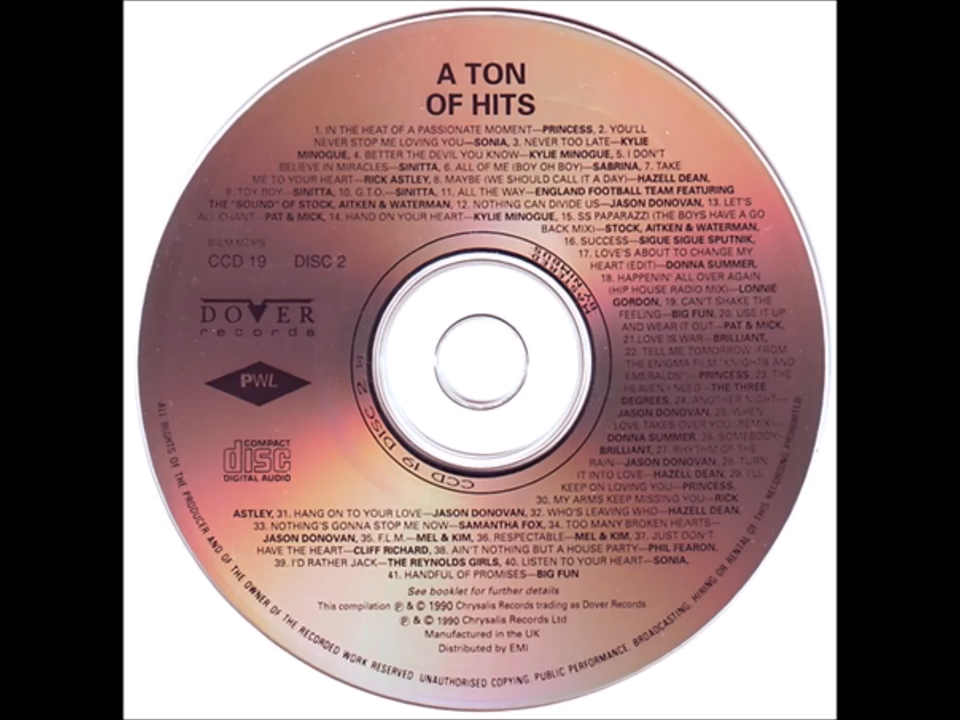 A TON
OF HITS
1. IN THE HEAT OF A PASSIONATE MOMENT—PRINCESS, 2. YOU'LL
NEVER STOP ME LOVING YOU—SONIA, 3. NEVER TOO LATE—KYLIE
MINOGUE, 4. BETTER THE DEVIL YOU KNOW—KYLIE MINOGUE, 5. I DON'T
BELIEVE IN MIRACLES—SINITTA, 6. ALL OF ME (BOY OH BOY)—SABRINA, 7. TAKE
ME TO YOUR HEART—RICK ASTLEY, 8. MAYBE (WE SHOULD CALL IT A DAY)—HAZELL DEAN,
9. TOY BOY—SINITTA, 10. G.T.O.—SINITTA, 11. ALL THE WAY—ENGLAND FOOTBALL TEAM FEATURING
THE "SOUND" OF STOCK, AITKEN & WATERMAN, 12. NOTHING CAN DIVIDE US—JASON DONOVAN, 13. LET'S
ALL CHANT—PAT & MICK, 14. HAND ON YOUR HEART—KYLIE MINOGUE, 15. SS PAPARAZZI (THE BOYS HAVE A GO
BACK MIX)—STOCK, AITKEN & WATERMAN,
16. SUCCESS—SIGUE SIGUE SPUTNIK,
17. LOVE'S ABOUT TO CHANGE MY
HEART (EDIT)—DONNA SUMMER,
18. HAPPENIN' ALL OVER AGAIN
(HIP HOUSE RADIO MIX)—LONNIE
GORDON, 19. CAN'T SHAKE THE
FEELING—BIG FUN, 20. USE IT UP
AND WEAR IT OUT—PAT & MICK,
21.LOVE IS WAR—BRILLIANT,
22. TELL ME TOMORROW (FROM
THE ENIGMA FILM "KNIGHTS AND
EMERALDS")—PRINCESS, 23. THE
HEAVEN I NEED—THE THREE
DEGREES, 24. ANOTHER NIGHT—
JASON DONOVAN, 25. WHEN
LOVE TAKES OVER YOU (REMIX)—
DONNA SUMMER, 26. SOMEBODY—
BRILLIANT, 27. RHYTHM OF THE
RAIN—JASON DONOVAN, 28. TURN
IT INTO LOVE—HAZELL DEAN, 29. I'LL
KEEP ON LOVING YOU—PRINCESS,
30. MY ARMS KEEP MISSING YOU—RICK
ASTLEY, 31. HANG ON TO YOUR LOVE—JASON DONOVAN, 32. WHO'S LEAVING WHO—HAZELL DEAN,
33. NOTHING'S GONNA STOP ME NOW—SAMANTHA FOX, 34. TOO MANY BROKEN HEARTS—
JASON DONOVAN, 35. F.L.M.—MEL & KIM, 36. RESPECTABLE—MEL & KIM, 37. JUST DON'T
HAVE THE HEART—CLIFF RICHARD, 38. AIN'T NOTHING BUT A HOUSE PARTY—PHIL FEARON,
39. I'D RATHER JACK—THE REYNOLDS GIRLS, 40. LISTEN TO YOUR HEART—SONIA,
41. HANDFUL OF PROMISES—BIG FUN
BIEM MCPS
CCD 19 DISC 2
DOVER
records
PWL
COMPACT
disc
DIGITAL AUDIO
See booklet for further details
This compilation ℗ & © 1990 Chrysalis Records trading as Dover Records
℗ & © 1990 Chrysalis Records Ltd
Manufactured in the UK
Distributed by EMI
ALL RIGHTS OF THE PRODUCER AND OF THE OWNER OF THE RECORDED WORK RESERVED. UNAUTHORISED COPYING, PUBLIC PERFORMANCE, BROADCASTING, HIRING OR RENTAL OF THIS RECORDING PROHIBITED
MASTERED
BY NIMBUS
CCD 19 DISC 2